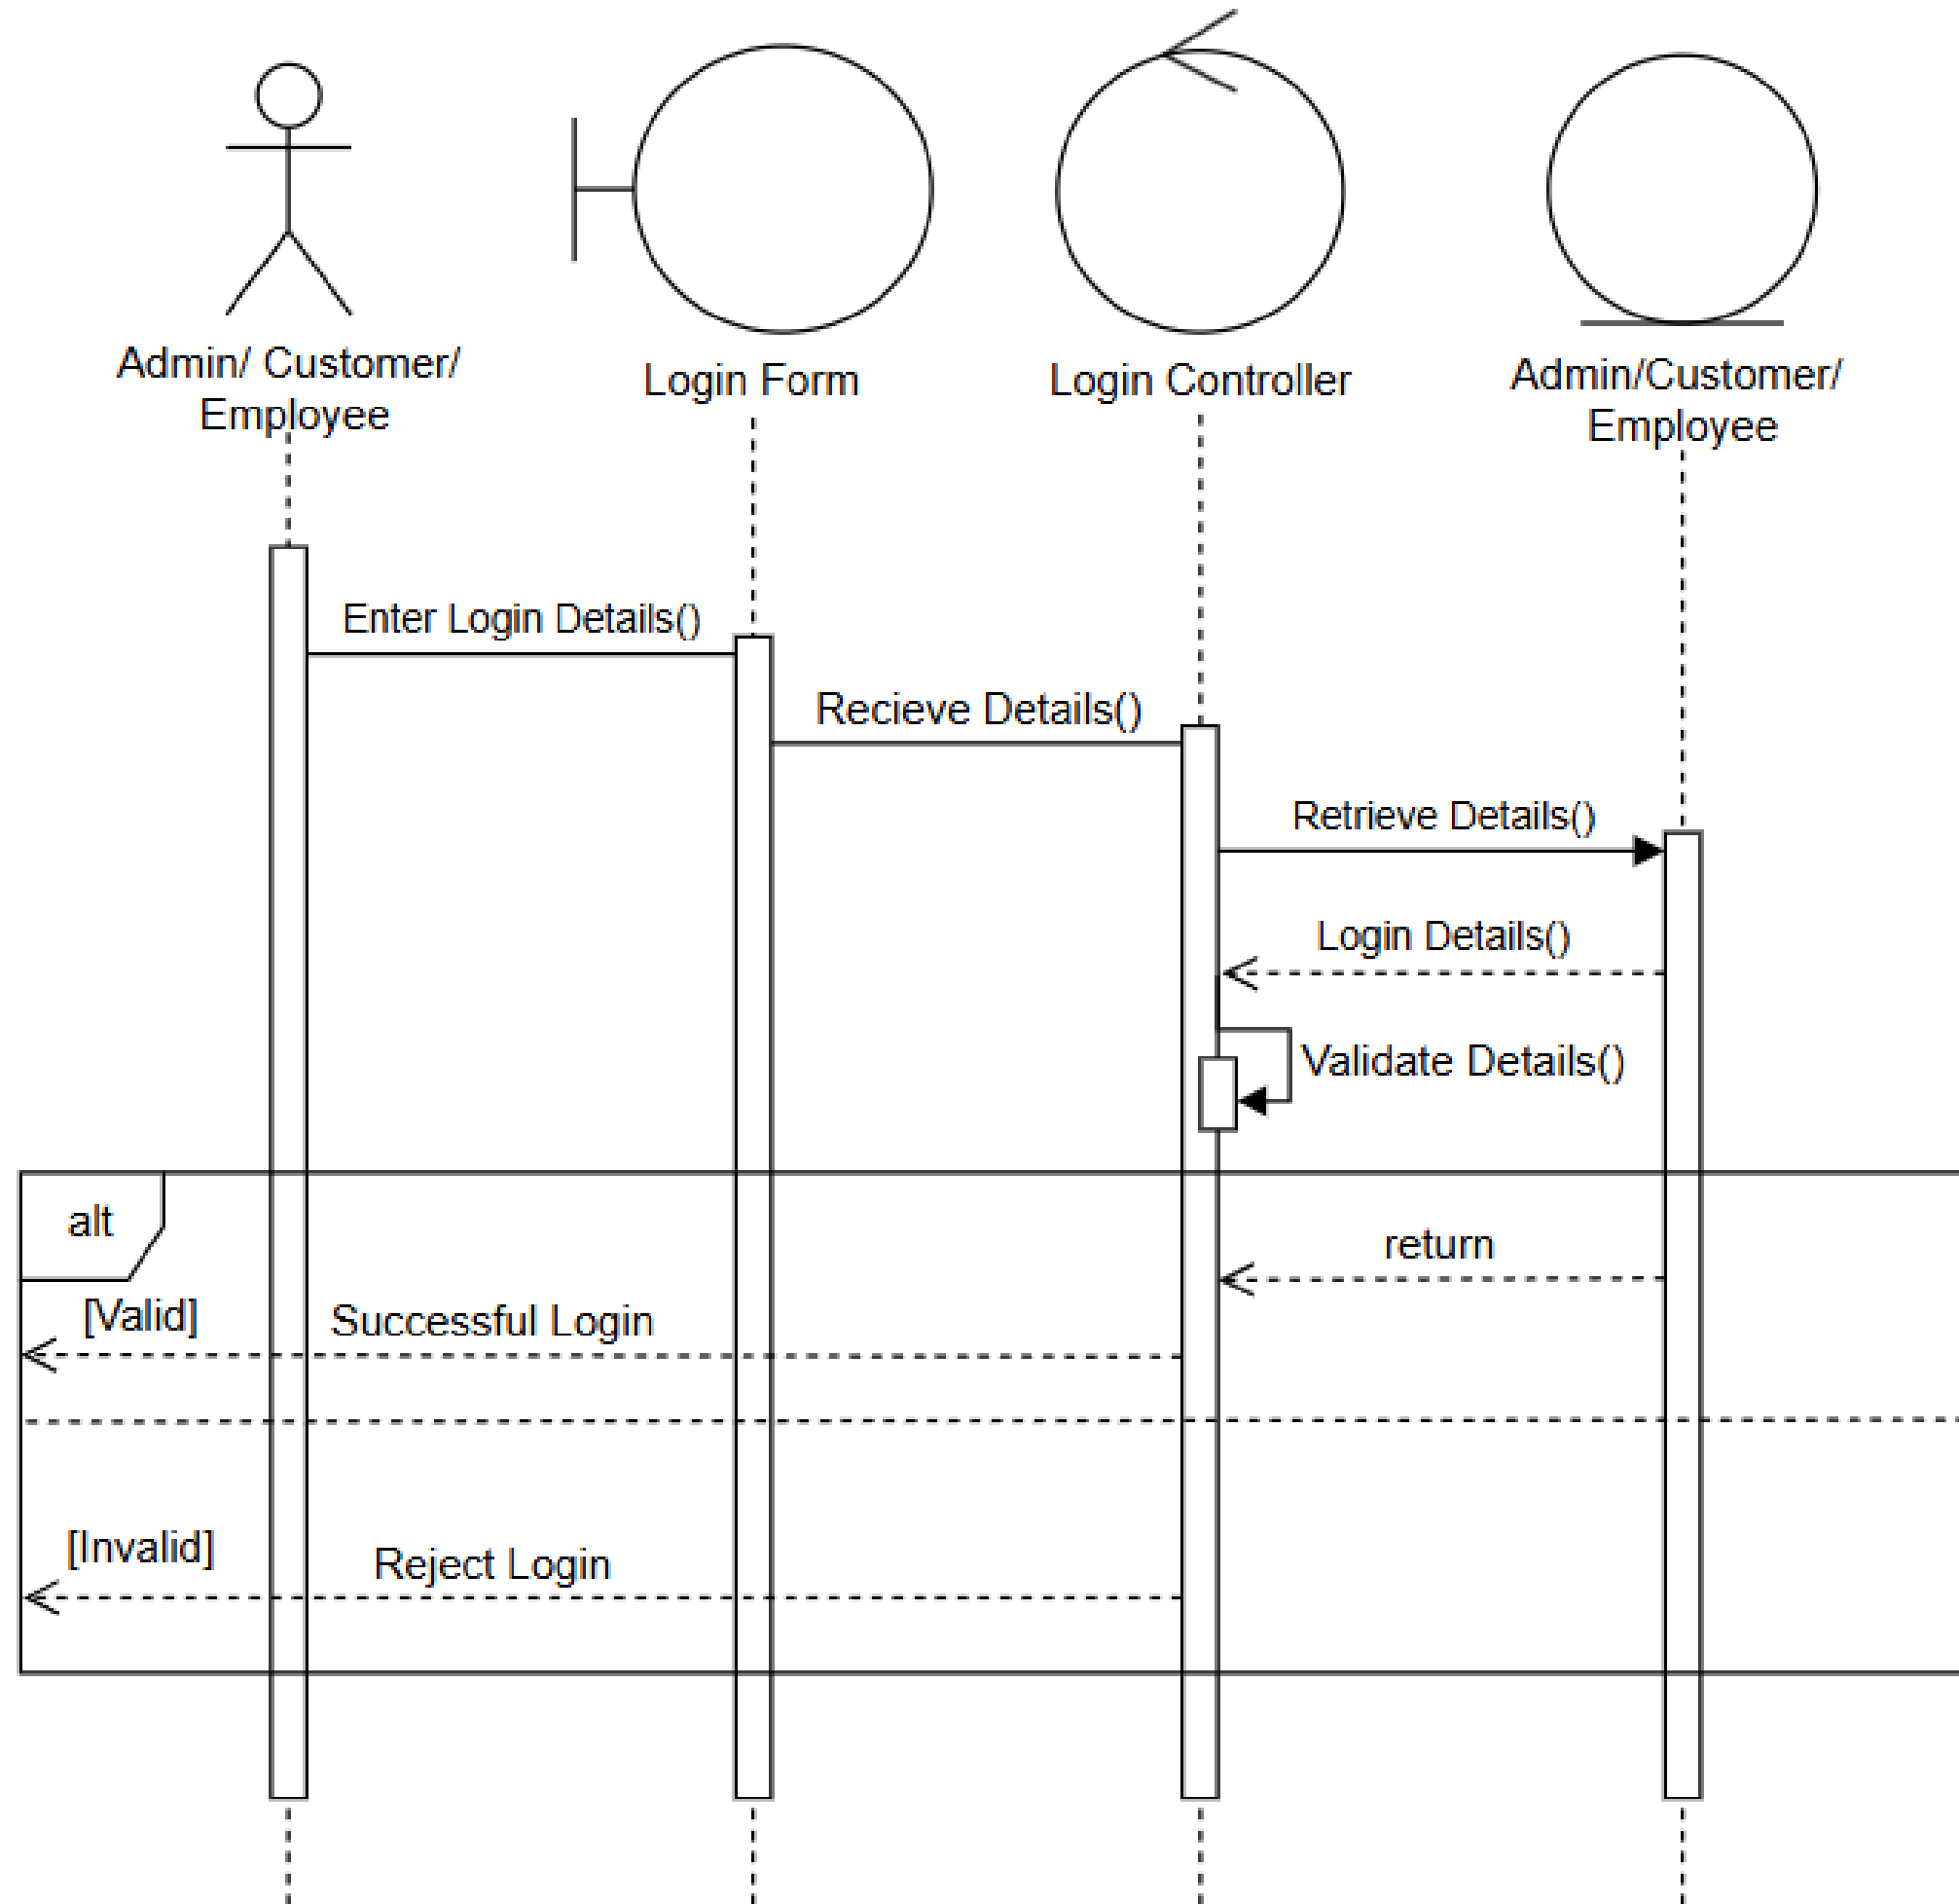 Admin/ Customer/
Employee
Login Form
Login Controller
Admin/Customer/
Employee
Enter Login Details()
Recieve Details()
Retrieve Details()
Login Details()
Validate Details()
alt
return
[Valid]
Successful Login
[Invalid]
Reject Login